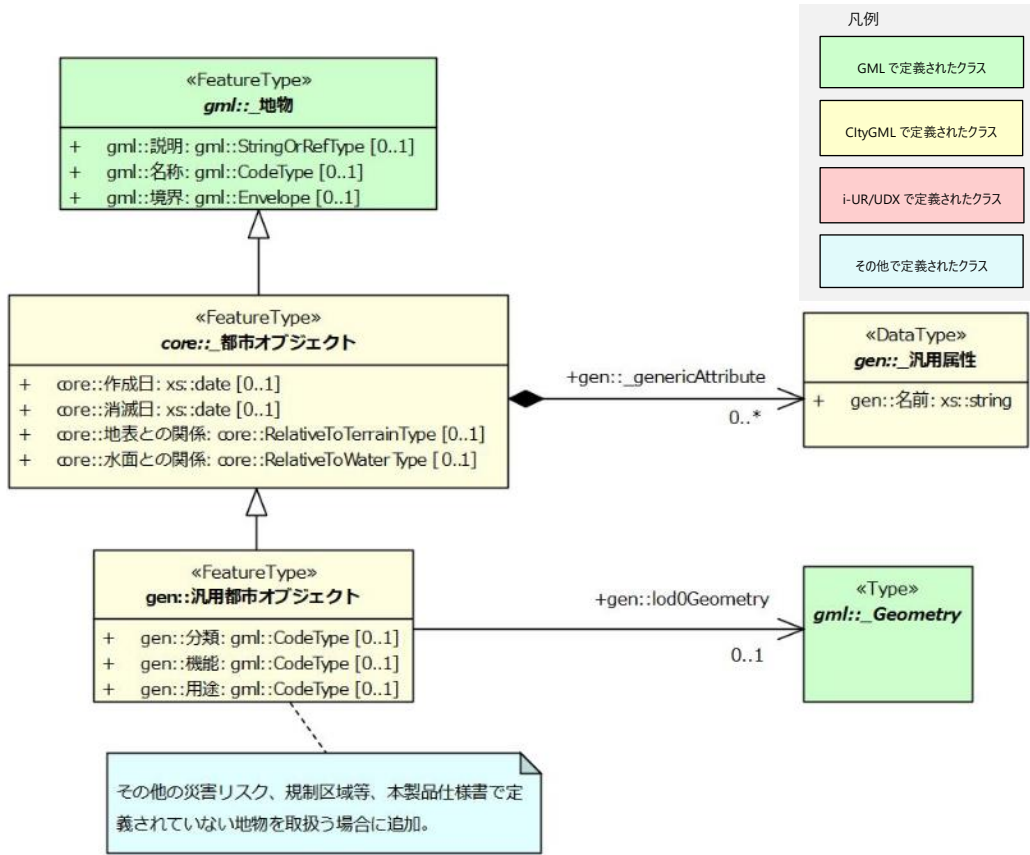 凡例
GML で定義されたクラス
CItyGML で定義されたクラス
i-UR/UDX で定義されたクラス
その他で定義されたクラス
«FeatureType»
gml::_地物
+ gml::説明: gml::StringOrRefType [0..1]
+ gml::名称: gml::CodeType [0..1]
+ gml::境界: gml::Envelope [0..1]
«FeatureType»
core::_都市オブジェクト
+ core::作成日: xs::date [0..1]
+ core::消滅日: xs::date [0..1]
+ core::地表との関係: core::RelativeToTerrainType [0..1]
+ core::水面との関係: core::RelativeToWaterType [0..1]
+gen::_genericAttribute
0..*
«DataType»
gen::_汎用属性
+ gen::名前: xs::string
«FeatureType»
gen::汎用都市オブジェクト
+ gen::分類: gml::CodeType [0..1]
+ gen::機能: gml::CodeType [0..1]
+ gen::用途: gml::CodeType [0..1]
+gen::lod0Geometry
0..1
«Type»
gml::_Geometry
その他の災害リスク、規制区域等、本製品仕様書で定
義されていない地物を取扱う場合に追加。